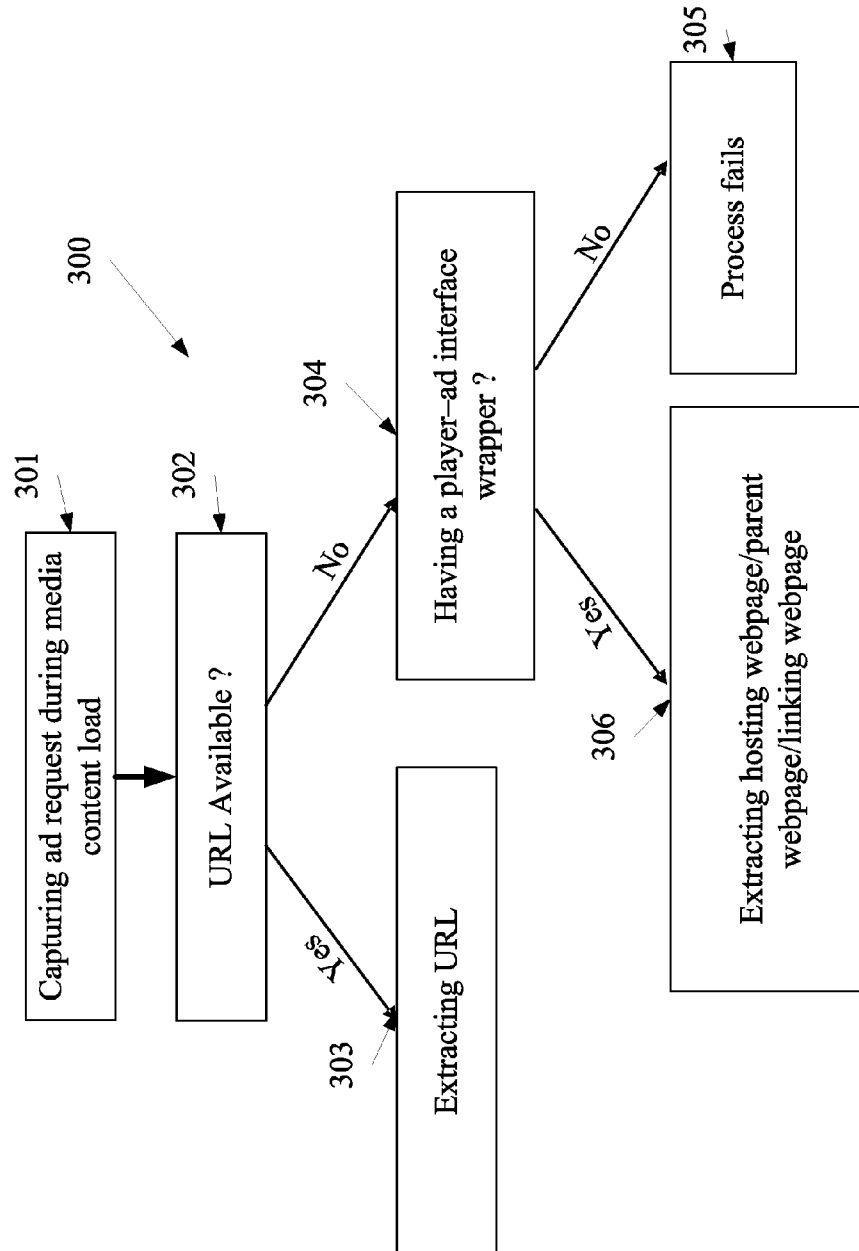 300
301
Capturing ad request during media
content load
302
URL Available ?
Yes
No
303
Extracting URL
304
Having a player–ad interface
wrapper ?
Yes
No
306
Extracting hosting webpage/parent
webpage/linking webpage
305
Process fails